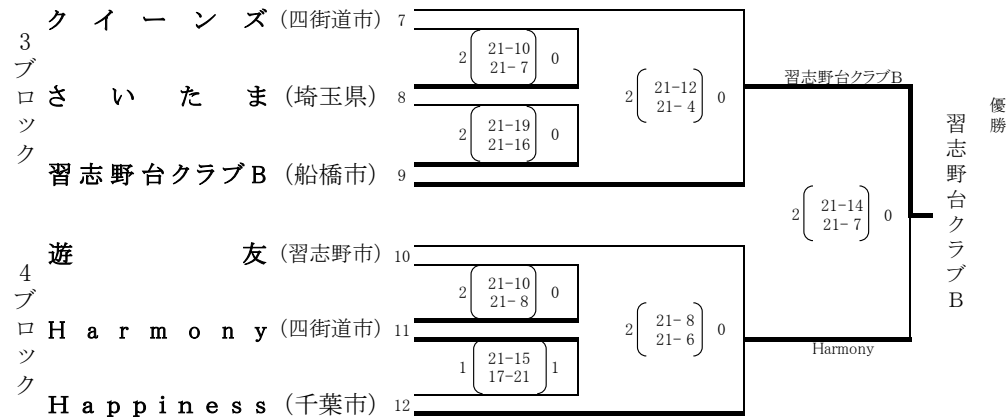 3ブロック
クイーンズ (四街道市) 7
2 21-10 0
21- 7
さいたま (埼玉県) 8
2 21-19 0
21-16
習志野台クラブB (船橋市) 9
2 21-12 0
21- 4
習志野台クラブB
4ブロック
遊友 (習志野市) 10
2 21-10 0
21- 8
Harmony (四街道市) 11
1 21-15 1
17-21
Happiness (千葉市) 12
2 21- 8 0
21- 6
Harmony
2 21-14 0
21- 7
優勝
習志野台クラブB